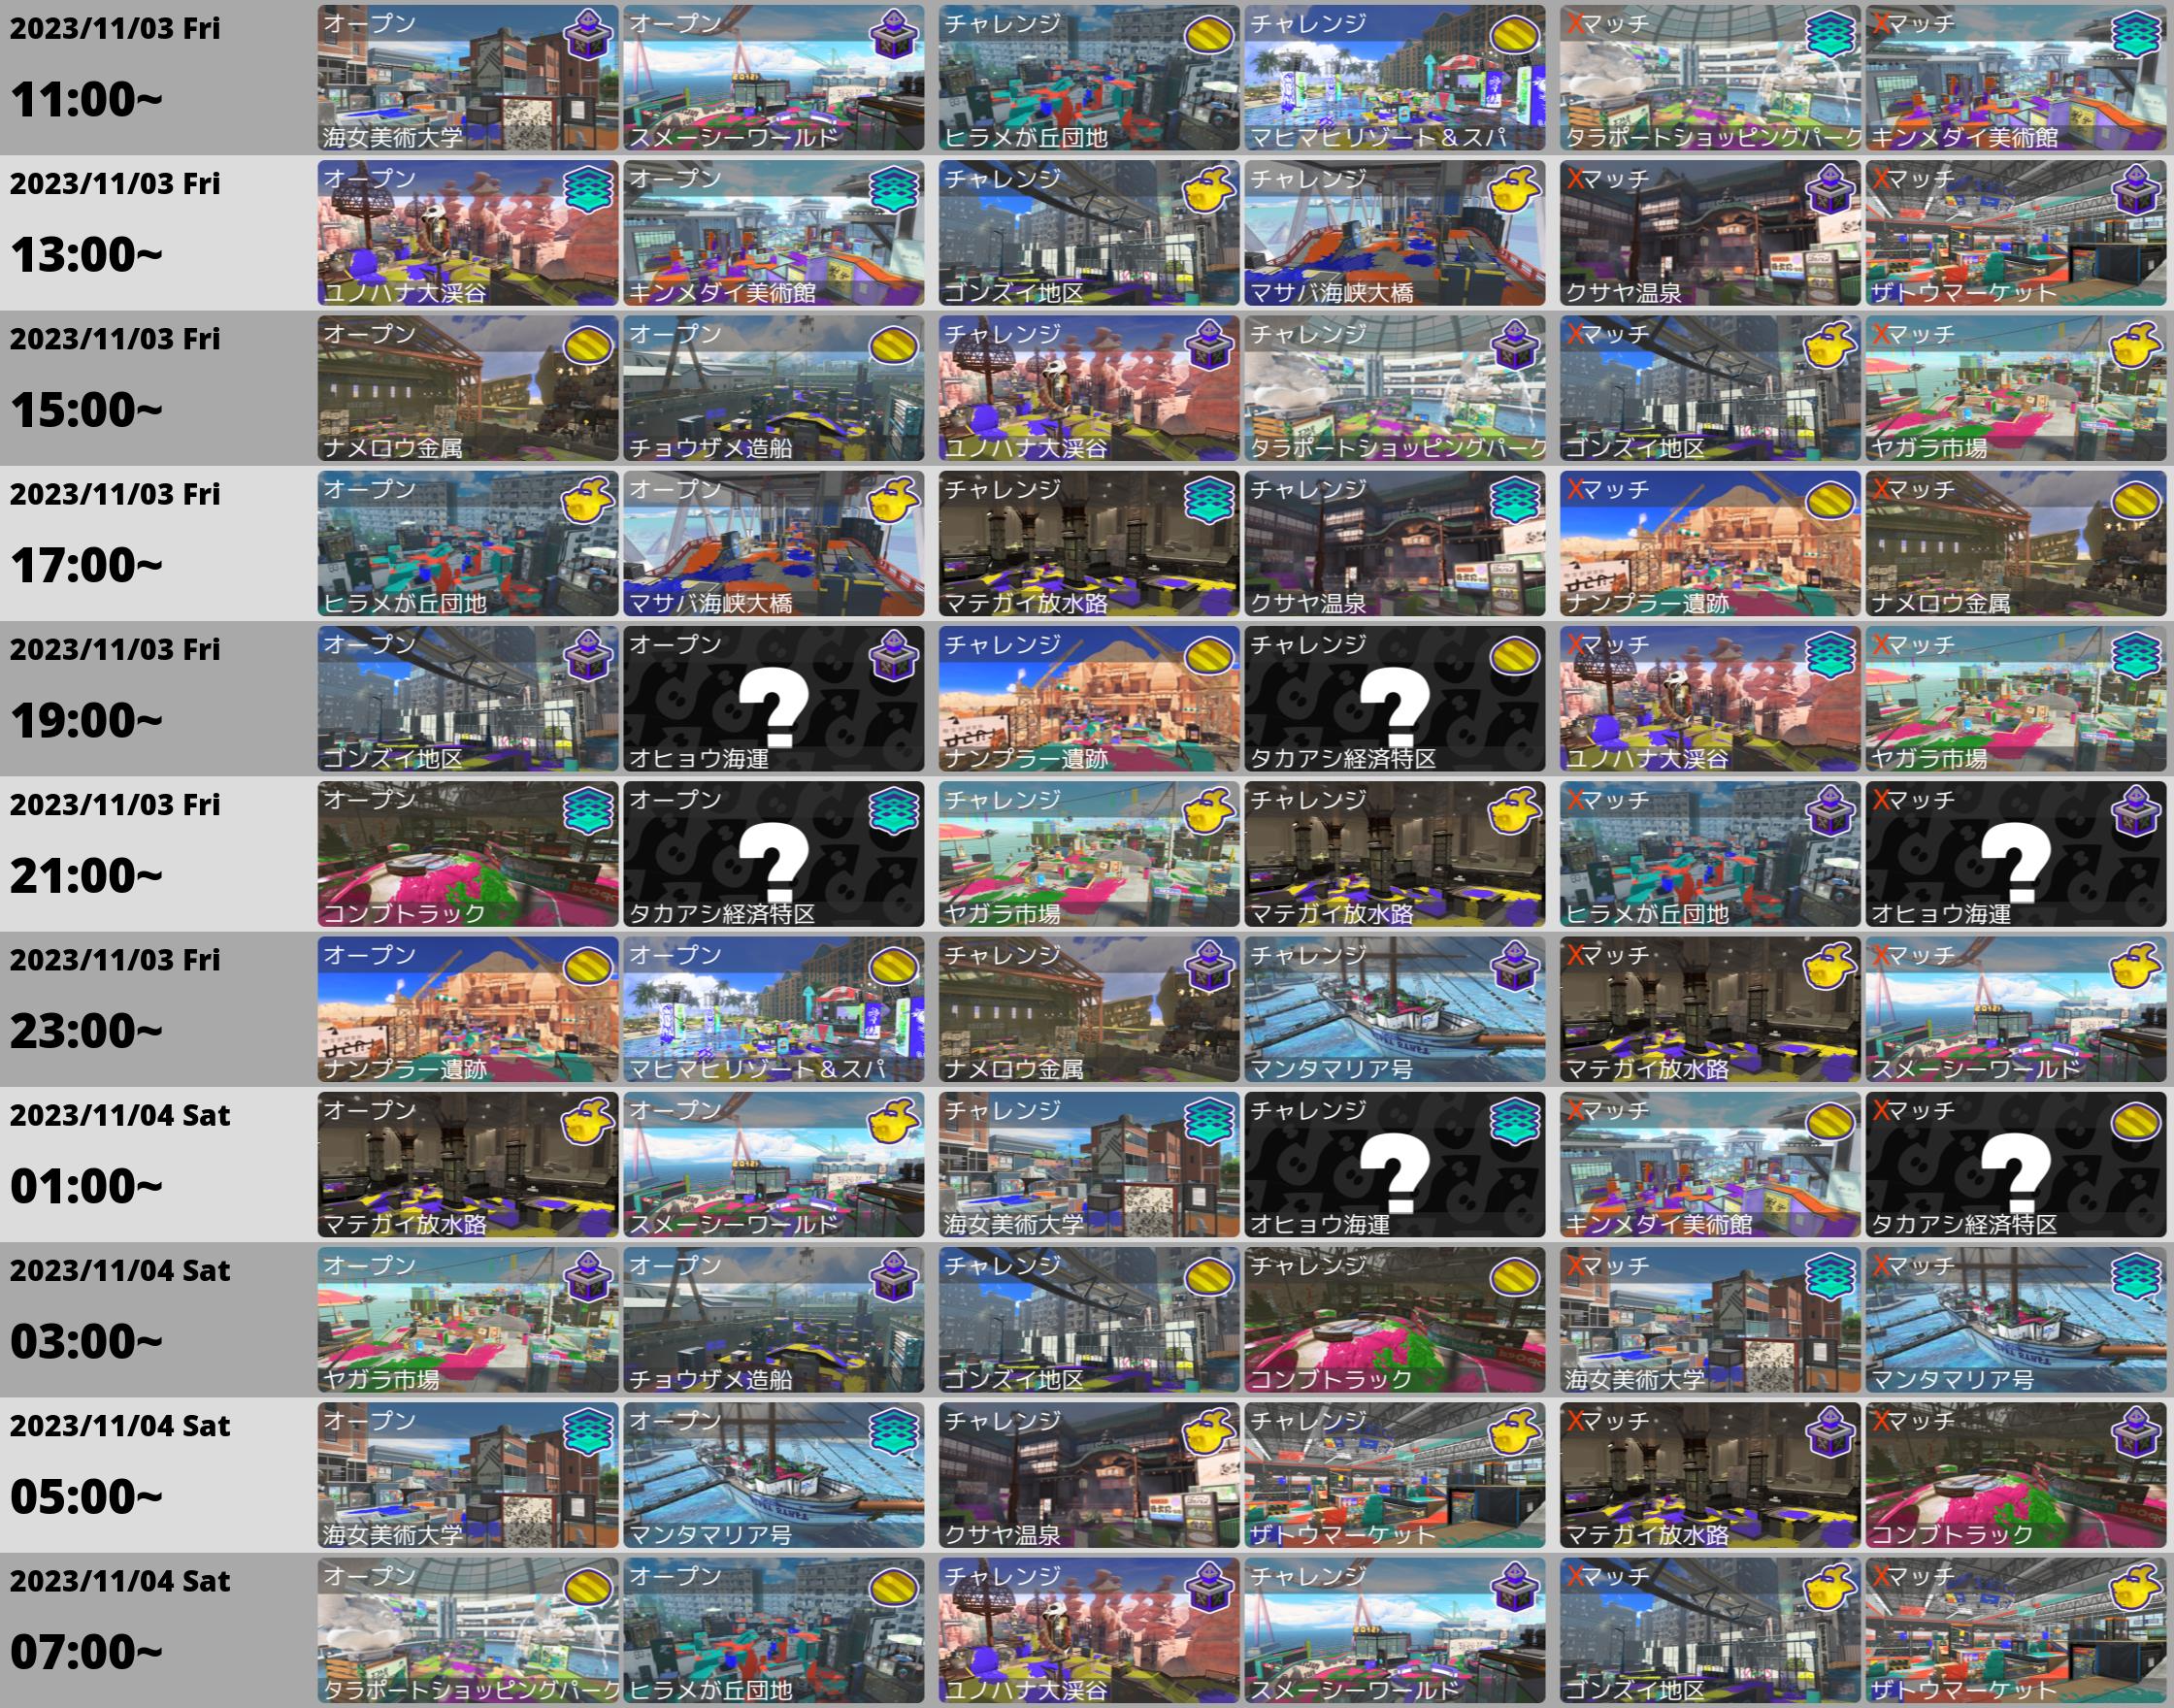 2023/11/03 Fri
11:00~
オープン
海女美術大学
オープン
スメーシーワールド
チャレンジ
ヒラメが丘団地
チャレンジ
マヒマヒリゾート＆スパ
Xマッチ
タラポートショッピングパーク
Xマッチ
キンメダイ美術館
2023/11/03 Fri
13:00~
オープン
ユノハナ大渓谷
オープン
キンメダイ美術館
チャレンジ
ゴンズイ地区
チャレンジ
マサバ海峡大橋
Xマッチ
クサヤ温泉
Xマッチ
ザトウマーケット
2023/11/03 Fri
15:00~
オープン
ナメロウ金属
オープン
チョウザメ造船
チャレンジ
ユノハナ大渓谷
チャレンジ
タラポートショッピングパーク
Xマッチ
ゴンズイ地区
Xマッチ
ヤガラ市場
2023/11/03 Fri
17:00~
オープン
ヒラメが丘団地
オープン
マサバ海峡大橋
チャレンジ
マテガイ放水路
チャレンジ
クサヤ温泉
Xマッチ
ナンプラー遺跡
Xマッチ
ナメロウ金属
2023/11/03 Fri
19:00~
オープン
ゴンズイ地区
オープン
?
オヒョウ海運
チャレンジ
ナンプラー遺跡
チャレンジ
?
タカアシ経済特区
Xマッチ
ユノハナ大渓谷
Xマッチ
ヤガラ市場
2023/11/03 Fri
21:00~
オープン
コンブトラック
オープン
?
タカアシ経済特区
チャレンジ
ヤガラ市場
チャレンジ
マテガイ放水路
Xマッチ
ヒラメが丘団地
Xマッチ
?
オヒョウ海運
2023/11/03 Fri
23:00~
オープン
ナンプラー遺跡
オープン
マヒマヒリゾート＆スパ
チャレンジ
ナメロウ金属
チャレンジ
マンタマリア号
Xマッチ
マテガイ放水路
Xマッチ
スメーシーワールド
2023/11/04 Sat
01:00~
オープン
マテガイ放水路
オープン
スメーシーワールド
チャレンジ
海女美術大学
チャレンジ
?
オヒョウ海運
Xマッチ
キンメダイ美術館
Xマッチ
?
タカアシ経済特区
2023/11/04 Sat
03:00~
オープン
ヤガラ市場
オープン
チョウザメ造船
チャレンジ
ゴンズイ地区
チャレンジ
コンブトラック
Xマッチ
海女美術大学
Xマッチ
マンタマリア号
2023/11/04 Sat
05:00~
オープン
海女美術大学
オープン
マンタマリア号
チャレンジ
クサヤ温泉
チャレンジ
ザトウマーケット
Xマッチ
マテガイ放水路
Xマッチ
コンブトラック
2023/11/04 Sat
07:00~
オープン
タラポートショッピングパーク
オープン
ヒラメが丘団地
チャレンジ
ユノハナ大渓谷
チャレンジ
スメーシーワールド
Xマッチ
ゴンズイ地区
Xマッチ
ザトウマーケット